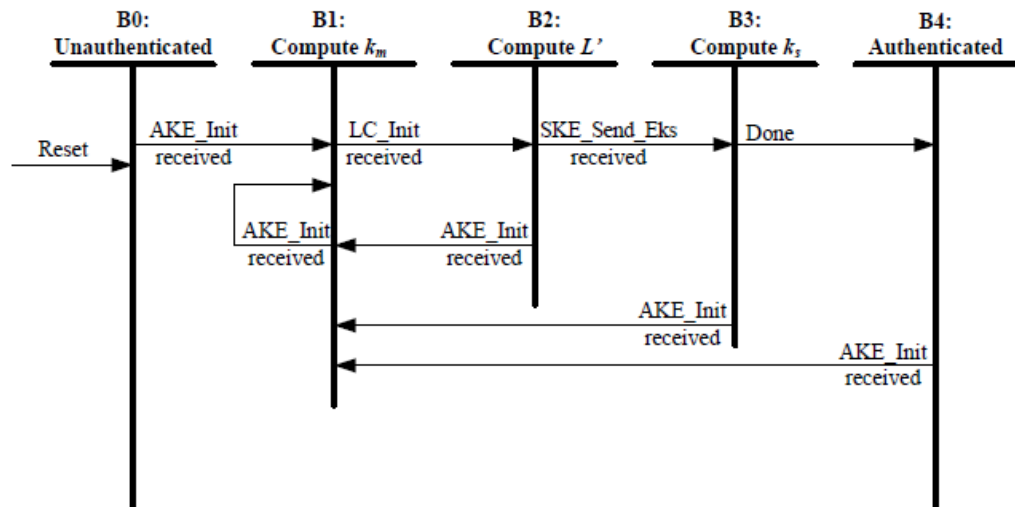 B0:
Unauthenticated
B1:
Compute km
B2:
Compute L’
B3:
Compute ks
B4:
Authenticated
Reset
AKE_Init
received
LC_Init
received
SKE_Send_Eks
received
Done
AKE_Init
received
AKE_Init
received
AKE_Init
received
AKE_Init
received